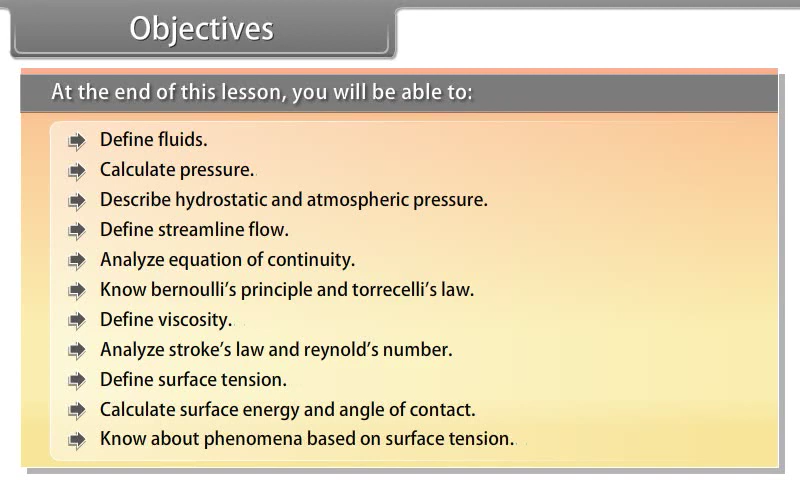 Objectives
At the end of this lesson, you will be able to:
Define fluids.
Calculate pressure.
Describe hydrostatic and atmospheric pressure.
Define streamline flow.
Analyze equation of continuity.
Know bernoulli's principle and torrecelli's law.
Define viscosity.
Analyze stroke's law and reynold's number.
Define surface tension.
Calculate surface energy and angle of contact.
Know about phenomena based on surface tension.